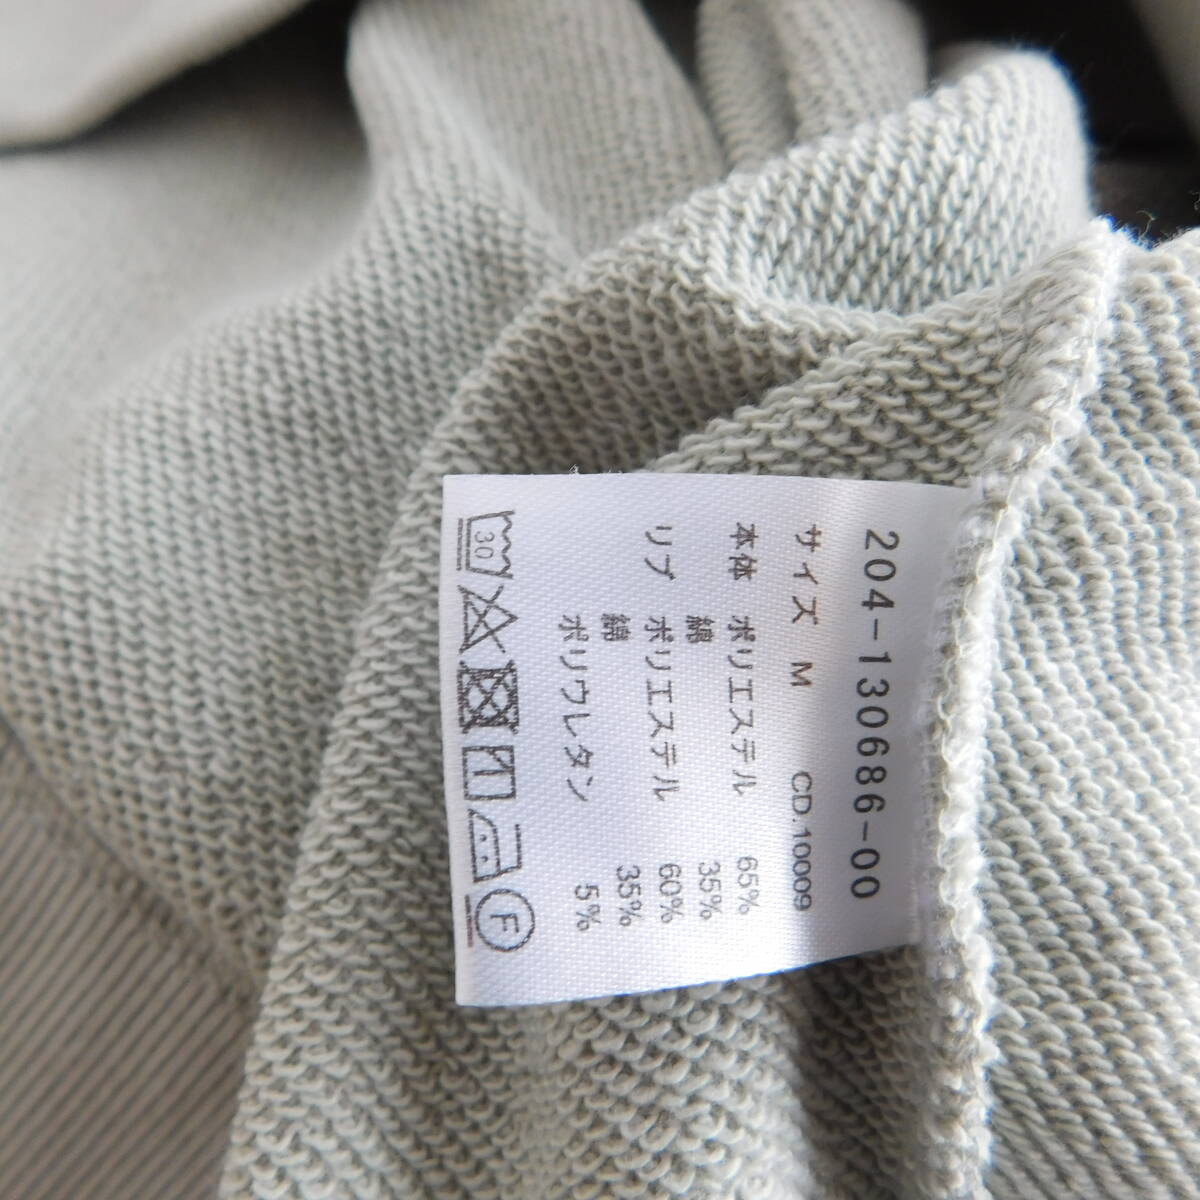 204-130686-00
サイズ M CD.10009
本体 ポリエステル 65%
綿 35%
リブ ポリエステル 60%
綿 35%
ポリウレタン 5%
30
F